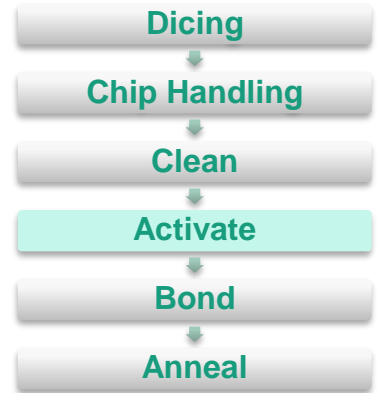 Dicing
Chip Handling
Clean
Activate
Bond
Anneal